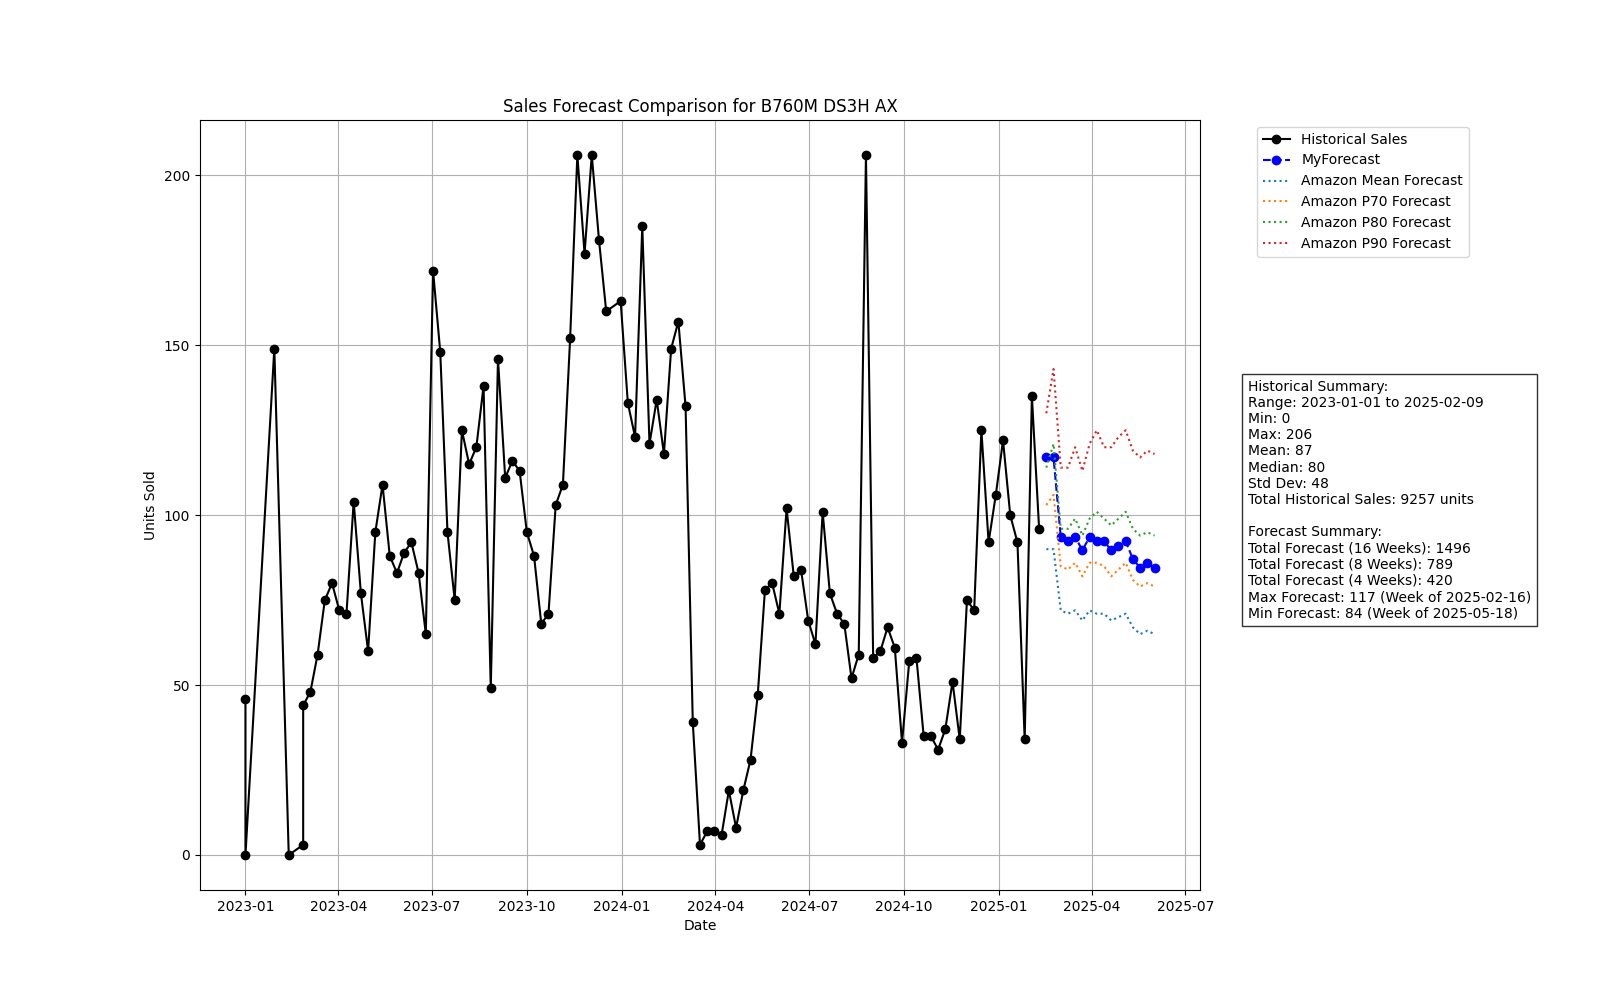 Sales Forecast Comparison for B760M DS3H AX
Units Sold
200
150
100
50
0
2023-01 2023-04 2023-07 2023-10 2024-01 2024-04 2024-07 2024-10 2025-01 2025-04 2025-07
Date
Historical Sales
MyForecast
Amazon Mean Forecast
Amazon P70 Forecast
Amazon P80 Forecast
Amazon P90 Forecast
Historical Summary:
Range: 2023-01-01 to 2025-02-09
Min: 0
Max: 206
Mean: 87
Median: 80
Std Dev: 48
Total Historical Sales: 9257 units
Forecast Summary:
Total Forecast (16 Weeks): 1496
Total Forecast (8 Weeks): 789
Total Forecast (4 Weeks): 420
Max Forecast: 117 (Week of 2025-02-16)
Min Forecast: 84 (Week of 2025-05-18)